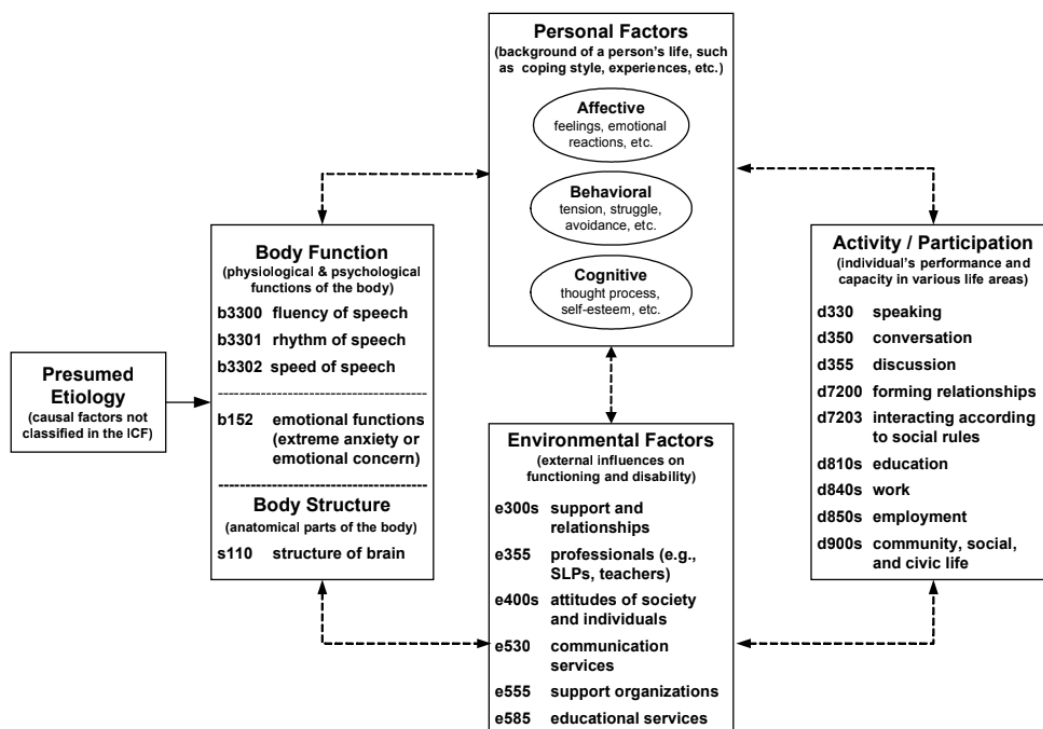 Personal Factors
(background of a person's life, such
as coping style, experiences, etc.)
Affective
feelings, emotional
reactions, etc.
Behavioral
tension, struggle,
avoidance, etc.
Cognitive
thought process,
self-esteem, etc.
Presumed
Etiology
(causal factors not
classified in the ICF)
Body Function
(physiological & psychological
functions of the body)
b3300 fluency of speech
b3301 rhythm of speech
b3302 speed of speech
b152 emotional functions
(extreme anxiety or
emotional concern)
Body Structure
(anatomical parts of the body)
s110 structure of brain
Environmental Factors
(external influences on
functioning and disability)
e300s support and
relationships
e355 professionals (e.g.,
SLPs, teachers)
e400s attitudes of society
and individuals
e530 communication
services
e555 support organizations
e585 educational services
Activity / Participation
(individual's performance and
capacity in various life areas)
d330 speaking
d350 conversation
d355 discussion
d7200 forming relationships
d7203 interacting according
to social rules
d810s education
d840s work
d850s employment
d900s community, social,
and civic life